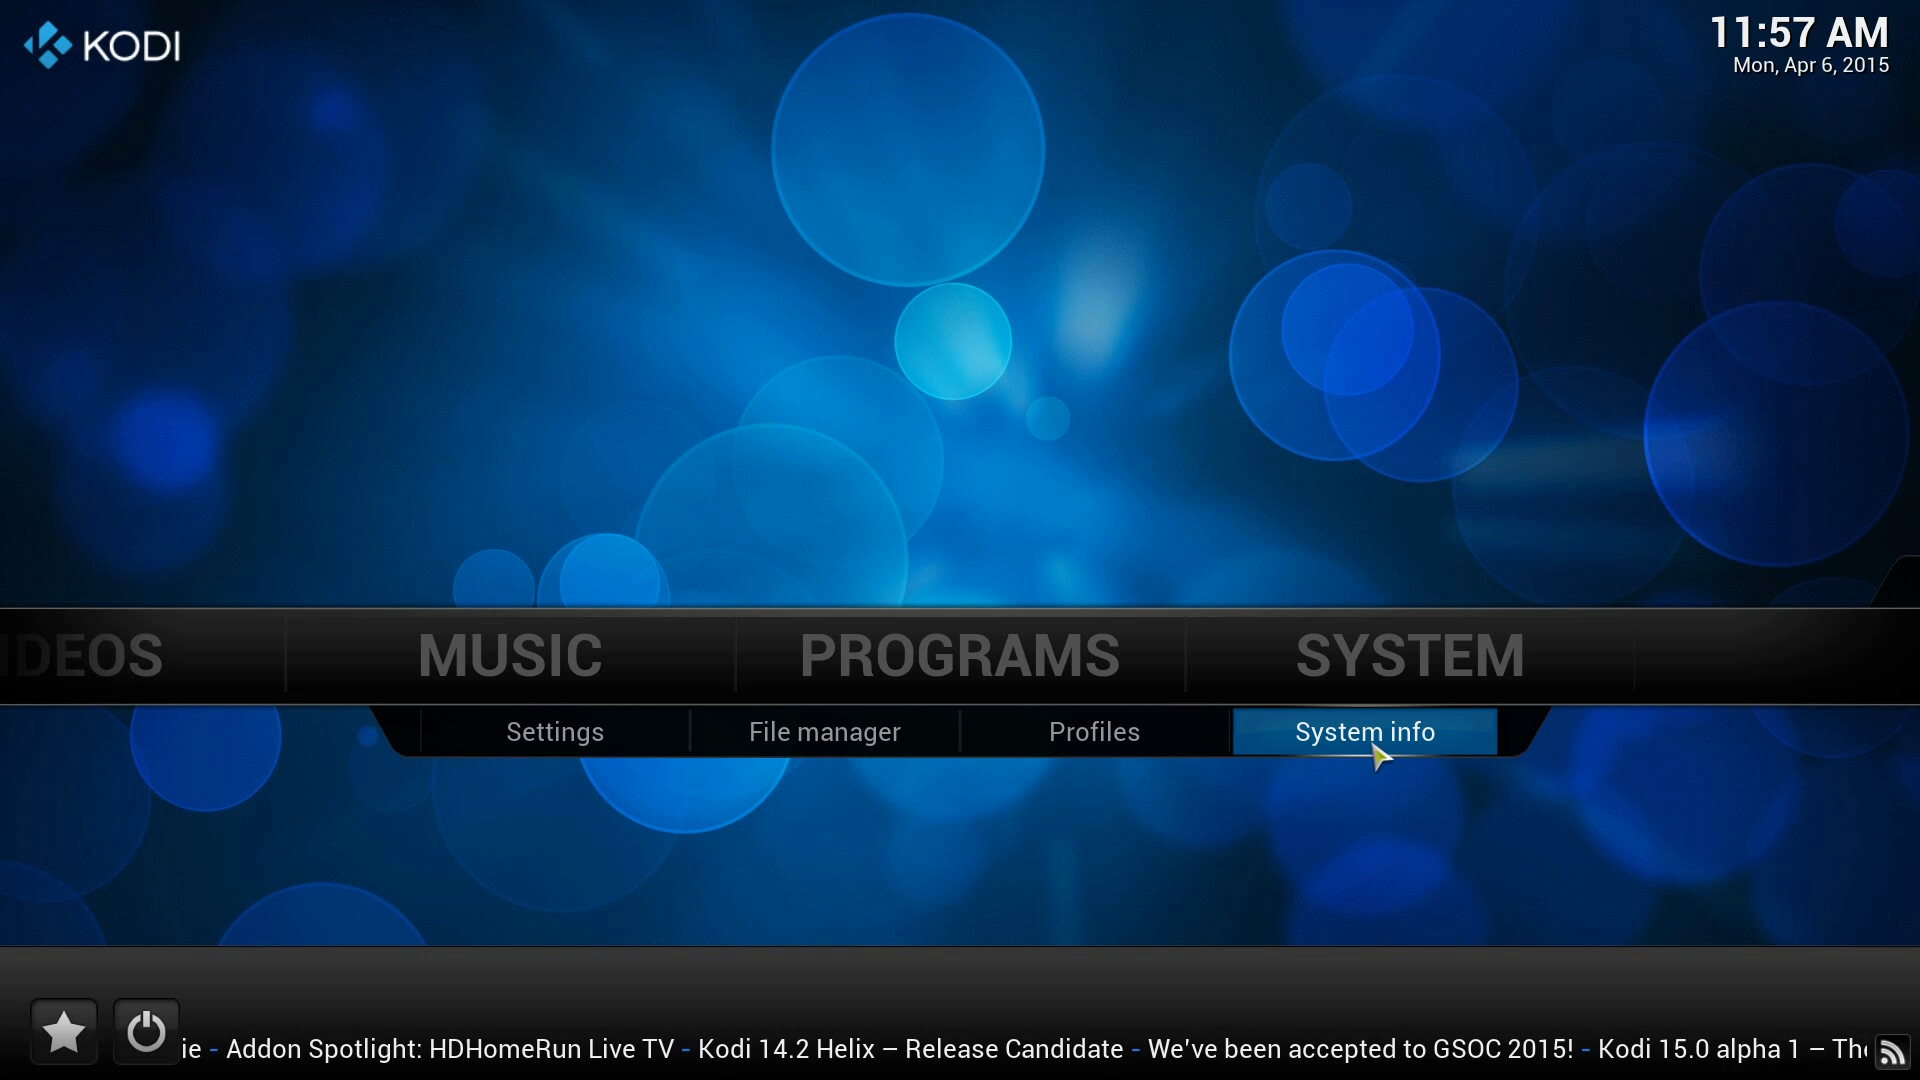 KODI
11:57 AM
Mon, Apr 6, 2015
MUSIC PROGRAMS SYSTEM
Settings File manager Profiles System info
- Addon Spotlight: HDHomeRun Live TV - Kodi 14.2 Helix – Release Candidate - We've been accepted to GSOC 2015! - Kodi 15.0 alpha 1 –